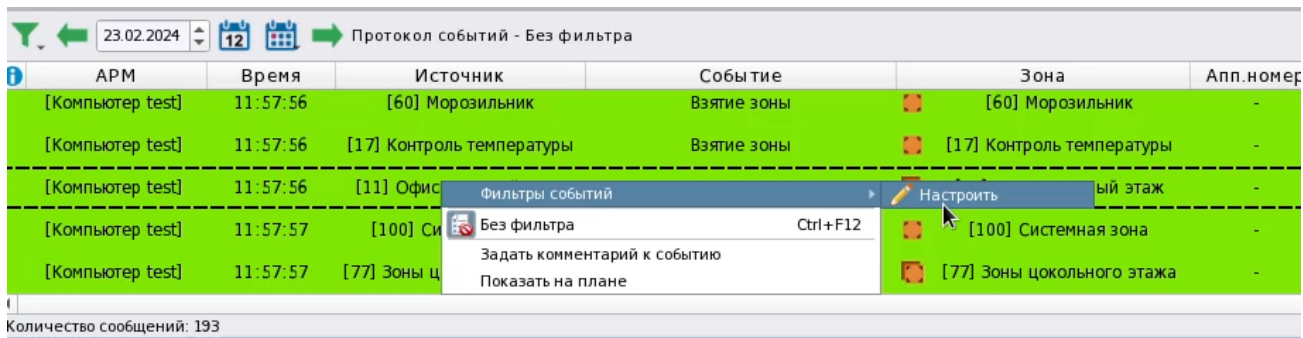 23.02.2024 12 Протокол событий - Без фильтра
АРМ Время Источник Событие Зона Апп.номер
[Компьютер test] 11:57:56 [60] Морозильник Взятие зоны [60] Морозильник -
[Компьютер test] 11:57:56 [17] Контроль температуры Взятие зоны [17] Контроль температуры -
[Компьютер test] 11:57:56 [11] Офис ый этаж -
Фильтры событий Настроить
Без фильтра Ctrl+F12
[Компьютер test] 11:57:57 [100] Си [100] Системная зона -
Задать комментарий к событию
[Компьютер test] 11:57:57 [77] Зоны ц [77] Зоны цокольного этажа -
Показать на плане
Количество сообщений: 193